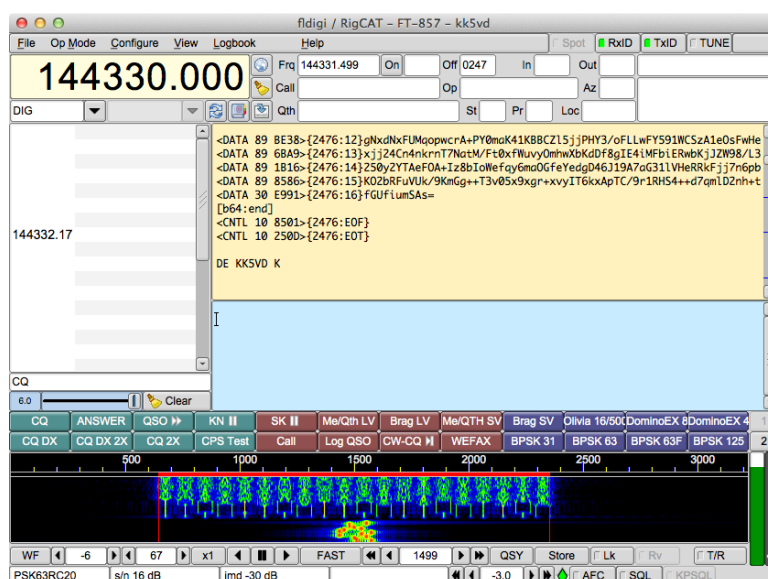 fldigi / RigCAT - FT-857 - kk5vd
File Op Mode Configure View Logbook Help Spot RxID TxID TUNE
144330.000 Frq 144331.499 On Off 0247 In Out
Call Op Az
DIG Qth St Pr Loc
<DATA 89 BE38>{2476:12}gNxdNxFUMqopwcrA+PY0maK41KBBCZl5jjPHY3/oFLLwFY591WCSzA1eOsFwHe
<DATA 89 6BA9>{2476:13}xjj24Cn4nkrnT7NatM/Ft0xfWuvyOmhwXbKdDf8gIE4iMFbiERwbKjJZW98/L3
<DATA 89 1B16>{2476:14}250y2YTAeFOA+Iz8bIoWefqy6maOGfeYedgD46J19A7aG31lVHeRRkFjj7n6pb
<DATA 89 8586>{2476:15}KO2bRFuVUk/9KmGg++T3v05x9xgr+xvyIT6kxApTC/9r1RHS4++d7qmlD2nh+t
<DATA 30 E991>{2476:16}fGUfiumSAs=
[b64:end]
<CNTL 10 8501>{2476:EOF}
<CNTL 10 250D>{2476:EOT}
144332.17
DE KK5VD K
CQ
6.0 Clear
CQ ANSWER QSO KN SK Me/Qth LV Brag LV Me/QTH SV Brag SV Olivia 16/500 DominoEX 8 DominoEX 4 1
CQ DX CQ DX 2X CQ 2X CPS Test Call Log QSO CW-CQ WEFAX BPSK 31 BPSK 63 BPSK 63F BPSK 125 2
500 1000 1500 2000 2500 3000
WF -6 67 x1 FAST 1499 QSY Store Lk Rv T/R
PSK63RC20 s/n 16 dB imd -30 dB -3.0 AFC SQL KPSQL